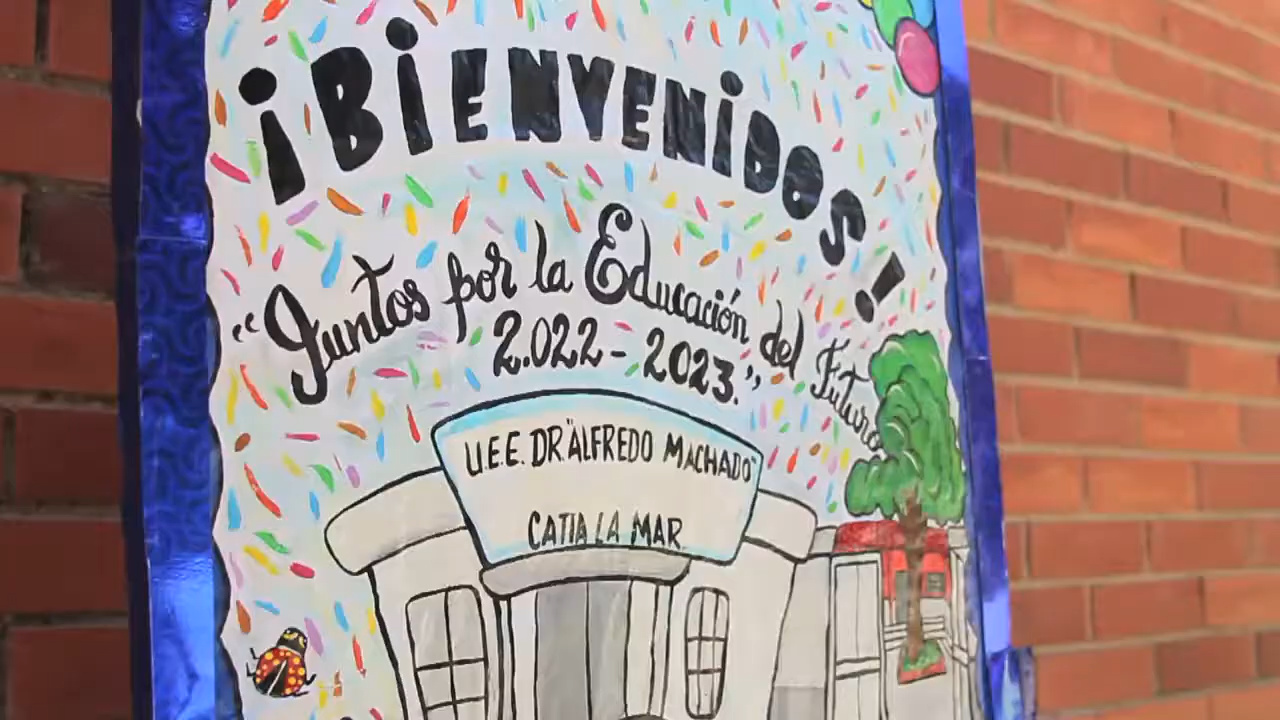 ¡BiENVENiDOS!
"Juntos por la Educación del Futuro
2.022-2023."
U.E.E. DR. "ALFREDO MACHADO"
CATIA LA MAR